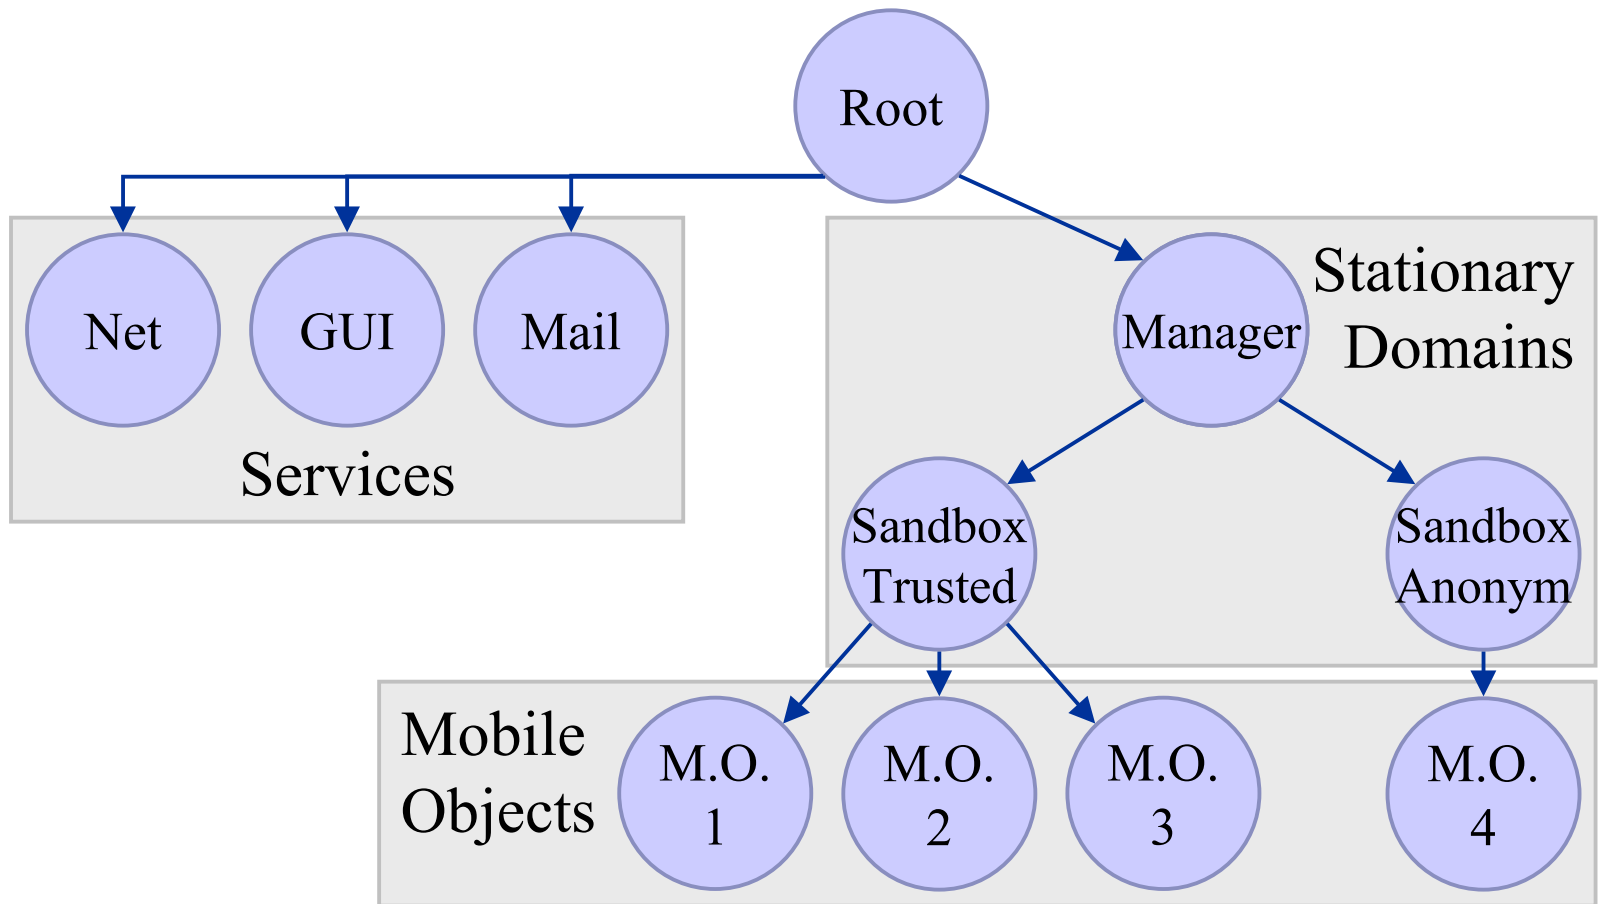 Root
Net
GUI
Mail
Services
Manager
Stationary
Domains
Sandbox
Trusted
Sandbox
Anonym
Mobile
Objects
M.O.
1
M.O.
2
M.O.
3
M.O.
4